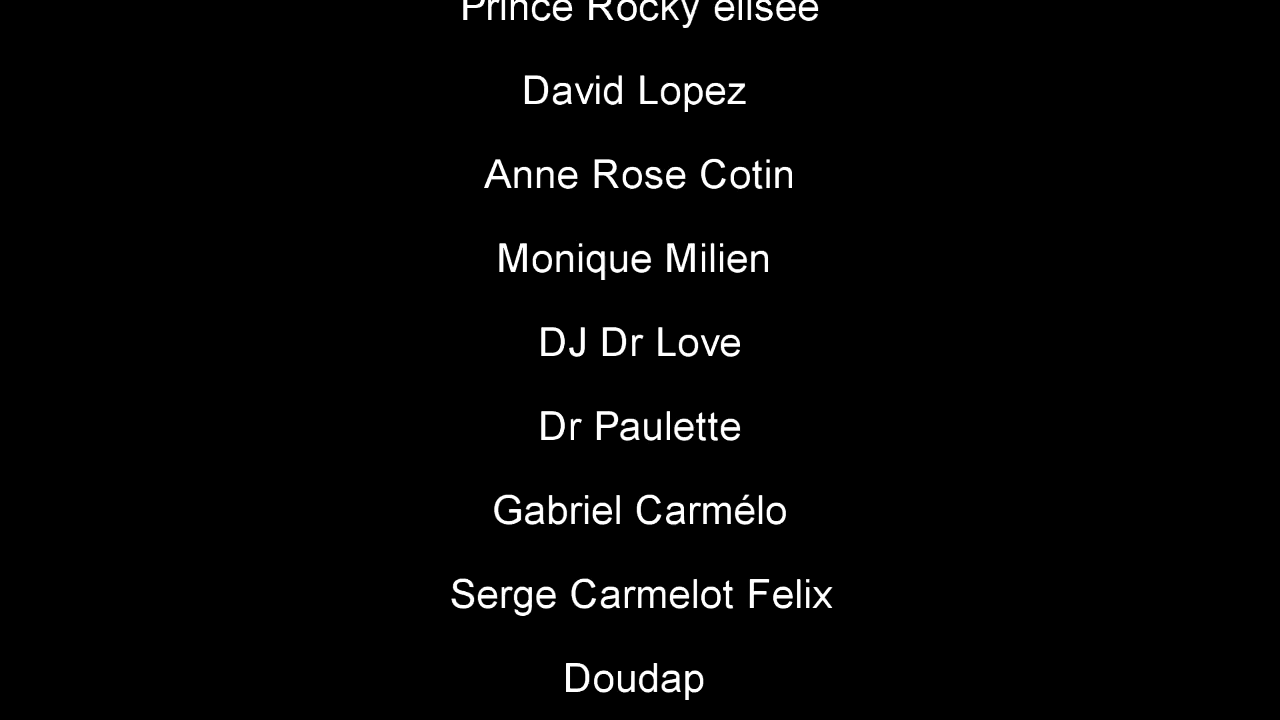 Prince Rocky elisee
David Lopez
Anne Rose Cotin
Monique Milien
DJ Dr Love
Dr Paulette
Gabriel Carmélo
Serge Carmelot Felix
Doudap